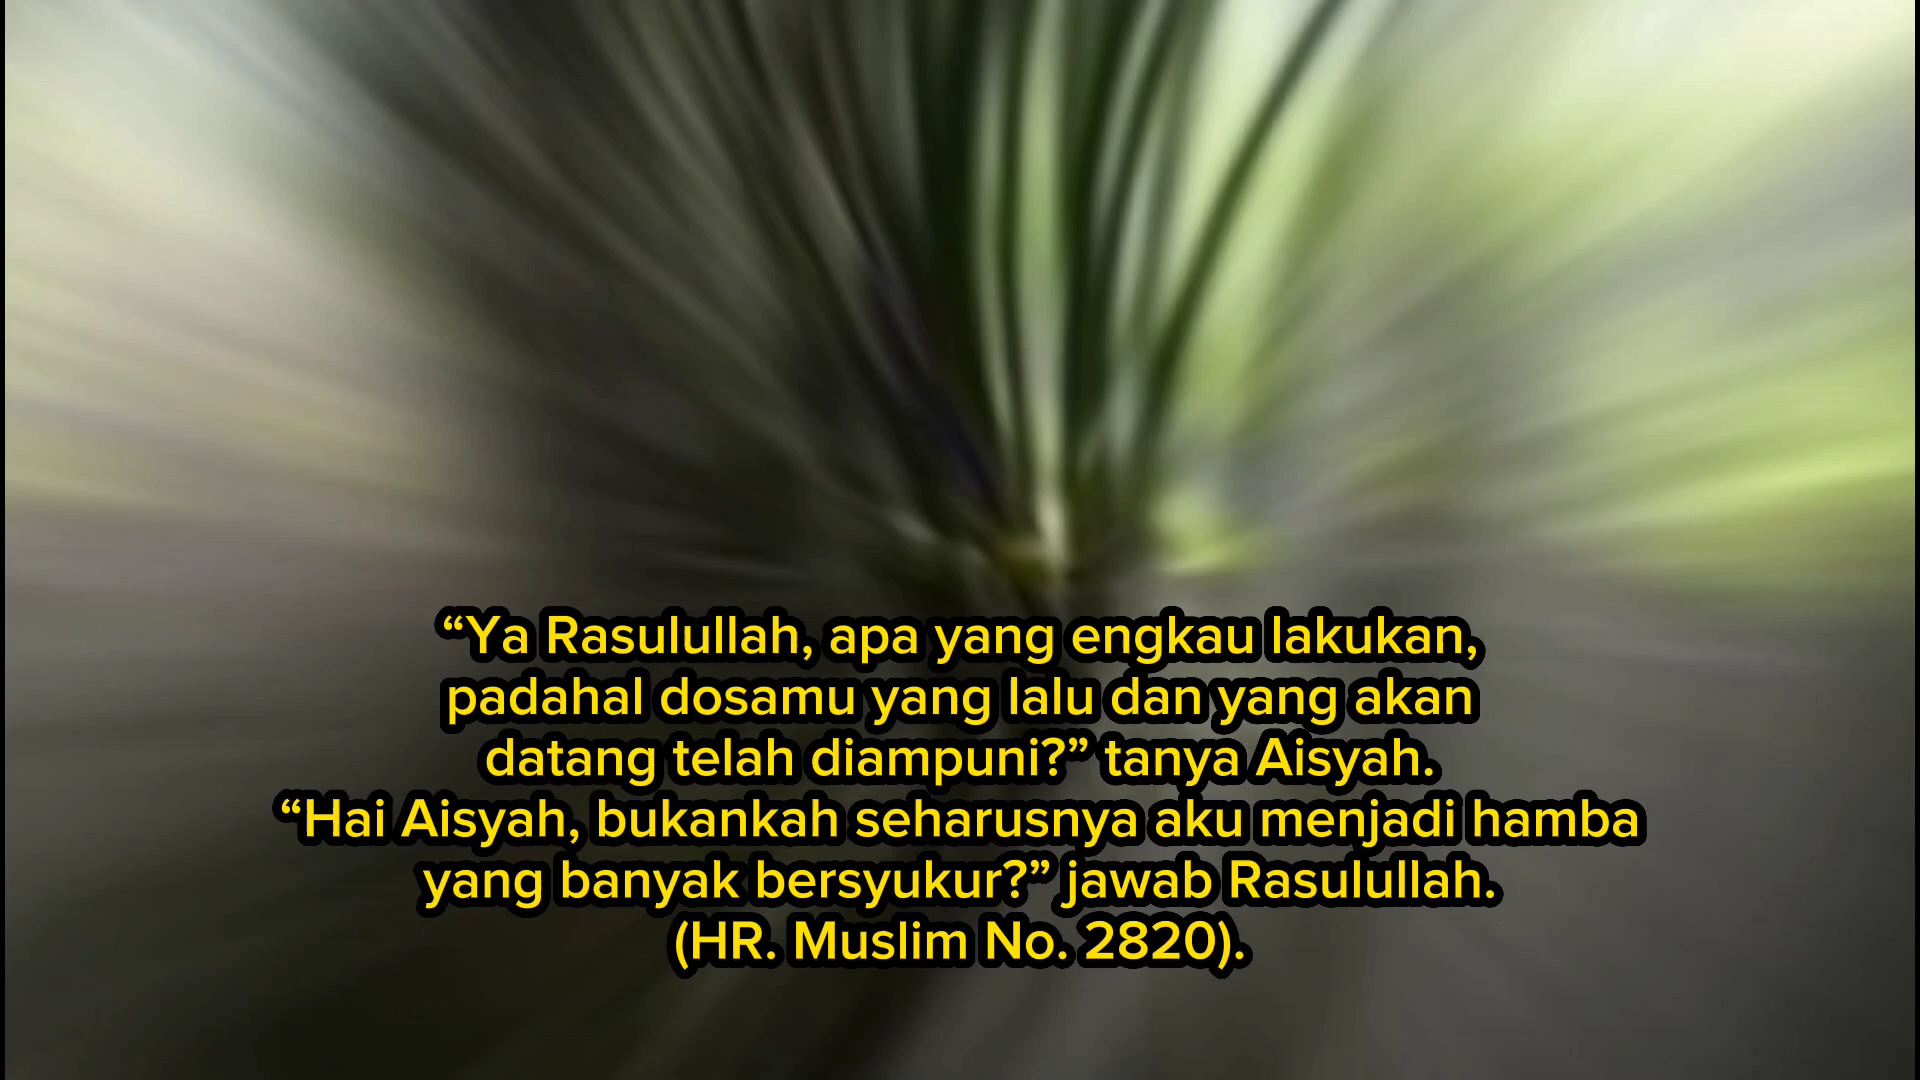 “Ya Rasulullah, apa yang engkau lakukan,
padahal dosamu yang lalu dan yang akan
datang telah diampuni?” tanya Aisyah.
“Hai Aisyah, bukankah seharusnya aku menjadi hamba
yang banyak bersyukur?” jawab Rasulullah.
(HR. Muslim No. 2820).